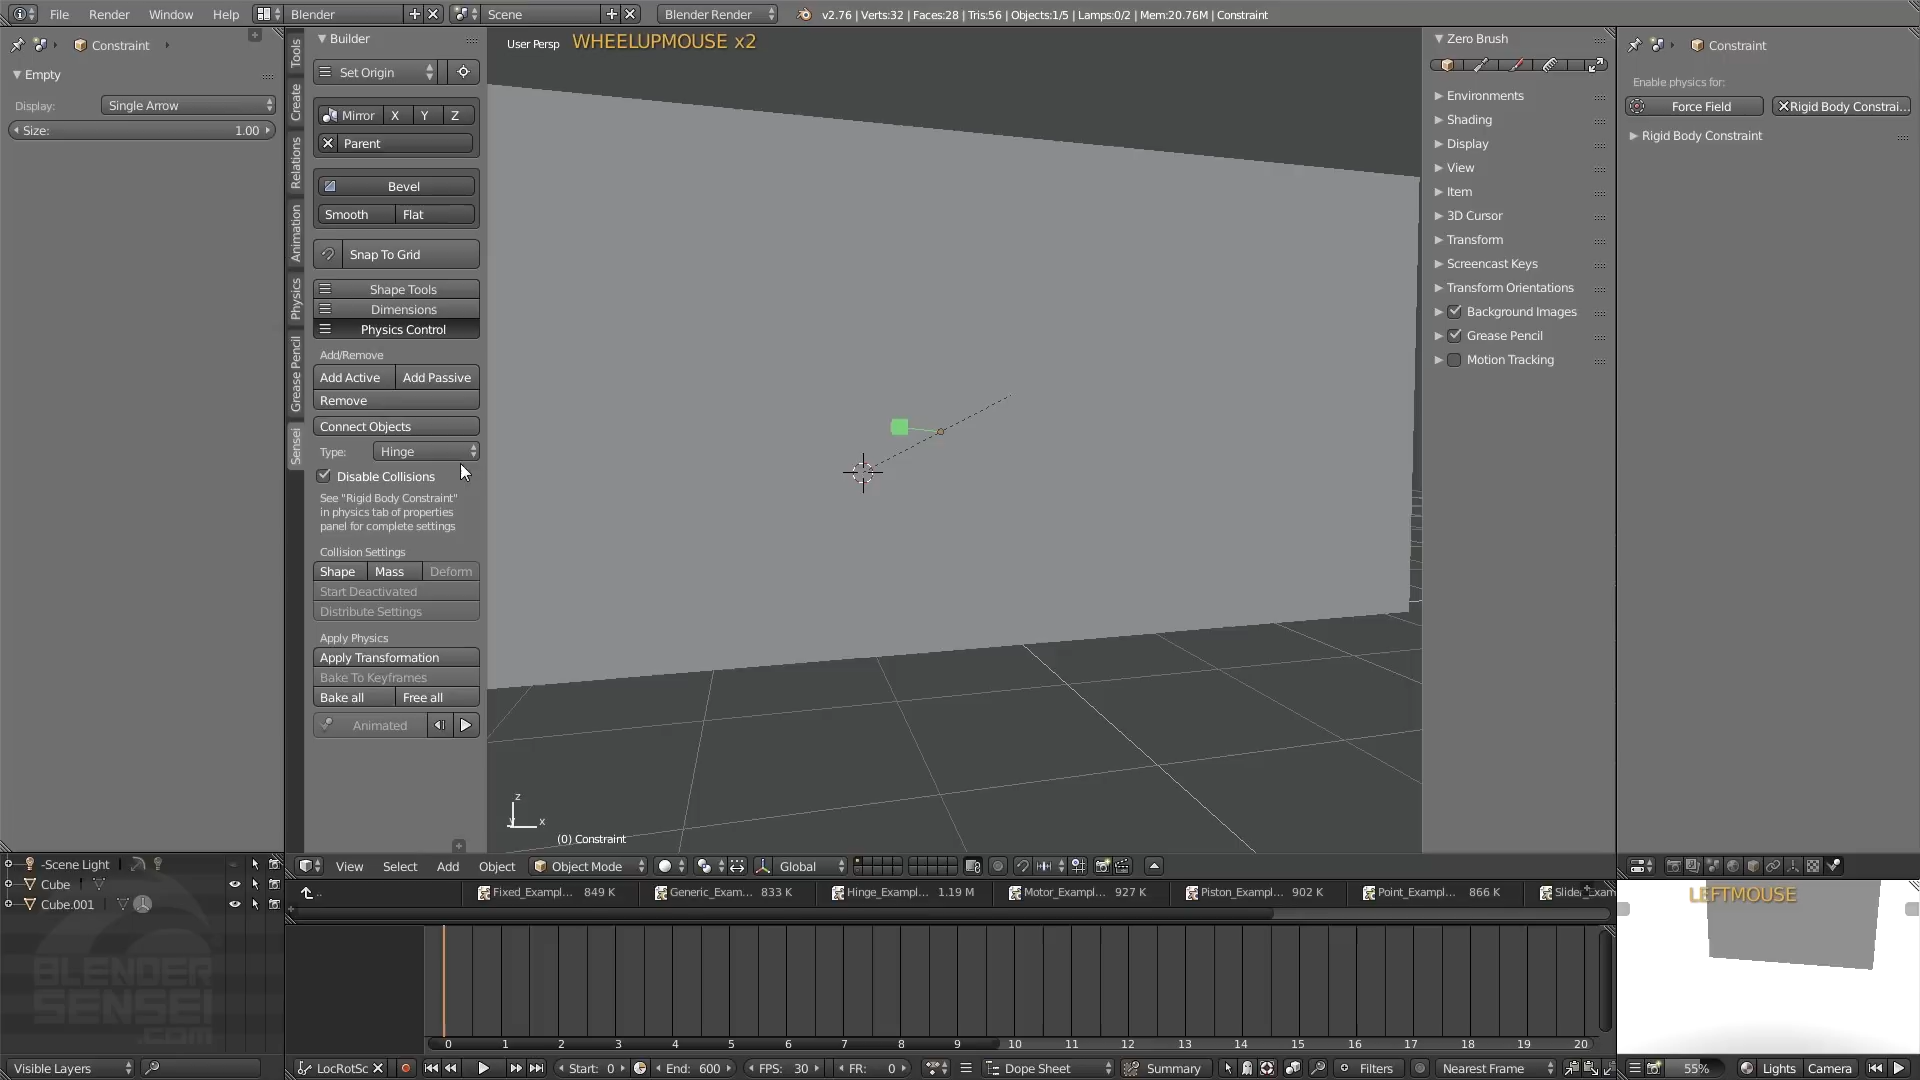 File Render Window Help Blender Scene Blender Render v2.76 | Verts:32 | Faces:28 | Tris:56 | Objects:1/5 | Lamps:0/2 | Mem:20.76M | Constraint
Constraint
Empty
Display: Single Arrow
Size: 1.00
Tools
Create
Relations
Animation
Physics
Grease Pencil
Sensei
Builder
Set Origin
Mirror X Y Z
Parent
Bevel
Smooth Flat
Snap To Grid
Shape Tools
Dimensions
Physics Control
Add/Remove
Add Active Add Passive
Remove
Connect Objects
Type: Hinge
Disable Collisions
See "Rigid Body Constraint"
in physics tab of properties
panel for complete settings
Collision Settings
Shape Mass Deform
Start Deactivated
Distribute Settings
Apply Physics
Apply Transformation
Bake To Keyframes
Bake all Free all
Animated
User Persp WHEELUPMOUSE x2
z
x
(0) Constraint
Zero Brush
Environments
Shading
Display
View
Item
3D Cursor
Transform
Screencast Keys
Transform Orientations
Background Images
Grease Pencil
Motion Tracking
Constraint
Enable physics for:
Force Field Rigid Body Constrai...
Rigid Body Constraint
View Select Add Object Object Mode Global
-Scene Light
Cube
Cube.001
BLENDER
SENSEI
.COM
.. Fixed_Exampl... 849 K Generic_Exam... 833 K Hinge_Exampl... 1.19 M Motor_Exampl... 927 K Piston_Exampl... 902 K Point_Exampl... 866 K
LEFTMOUSE
0 1 2 3 4 5 6 7 8 9 10 11 12 13 14 15 16 17 18 19 20
Visible Layers LocRotSc Start: 0 End: 600 FPS: 30 FR: 0 Dope Sheet Summary Filters Nearest Frame 55% Lights Camera